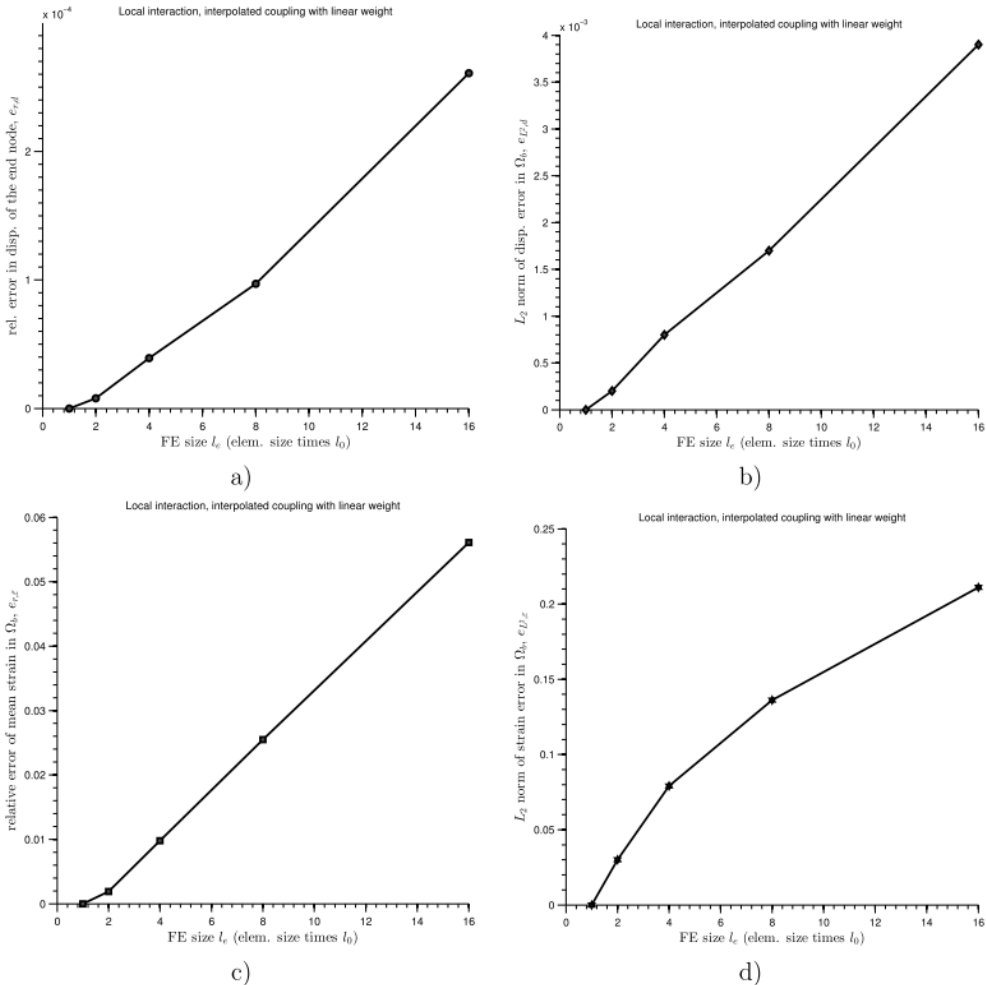 x 10⁻⁴
Local interaction, interpolated coupling with linear weight
2
1
0
rel. error in disp. of the end node, e_{r,d}
0 2 4 6 8 10 12 14 16
FE size l_e (elem. size times l_0)
a)
x 10⁻³
Local interaction, interpolated coupling with linear weight
4
3.5
3
2.5
2
1.5
1
0.5
0
L_2 norm of disp. error in Ω_b, e_{L²,d}
0 2 4 6 8 10 12 14 16
FE size l_e (elem. size times l_0)
b)
Local interaction, interpolated coupling with linear weight
0.06
0.05
0.04
0.03
0.02
0.01
0
relative error of mean strain in Ω_b, e_{r,ε}
0 2 4 6 8 10 12 14 16
FE size l_e (elem. size times l_0)
c)
Local interaction, interpolated coupling with linear weight
0.25
0.2
0.15
0.1
0.05
0
L_2 norm of strain error in Ω_b, e_{L²,ε}
0 2 4 6 8 10 12 14 16
FE size l_e (elem. size times l_0)
d)